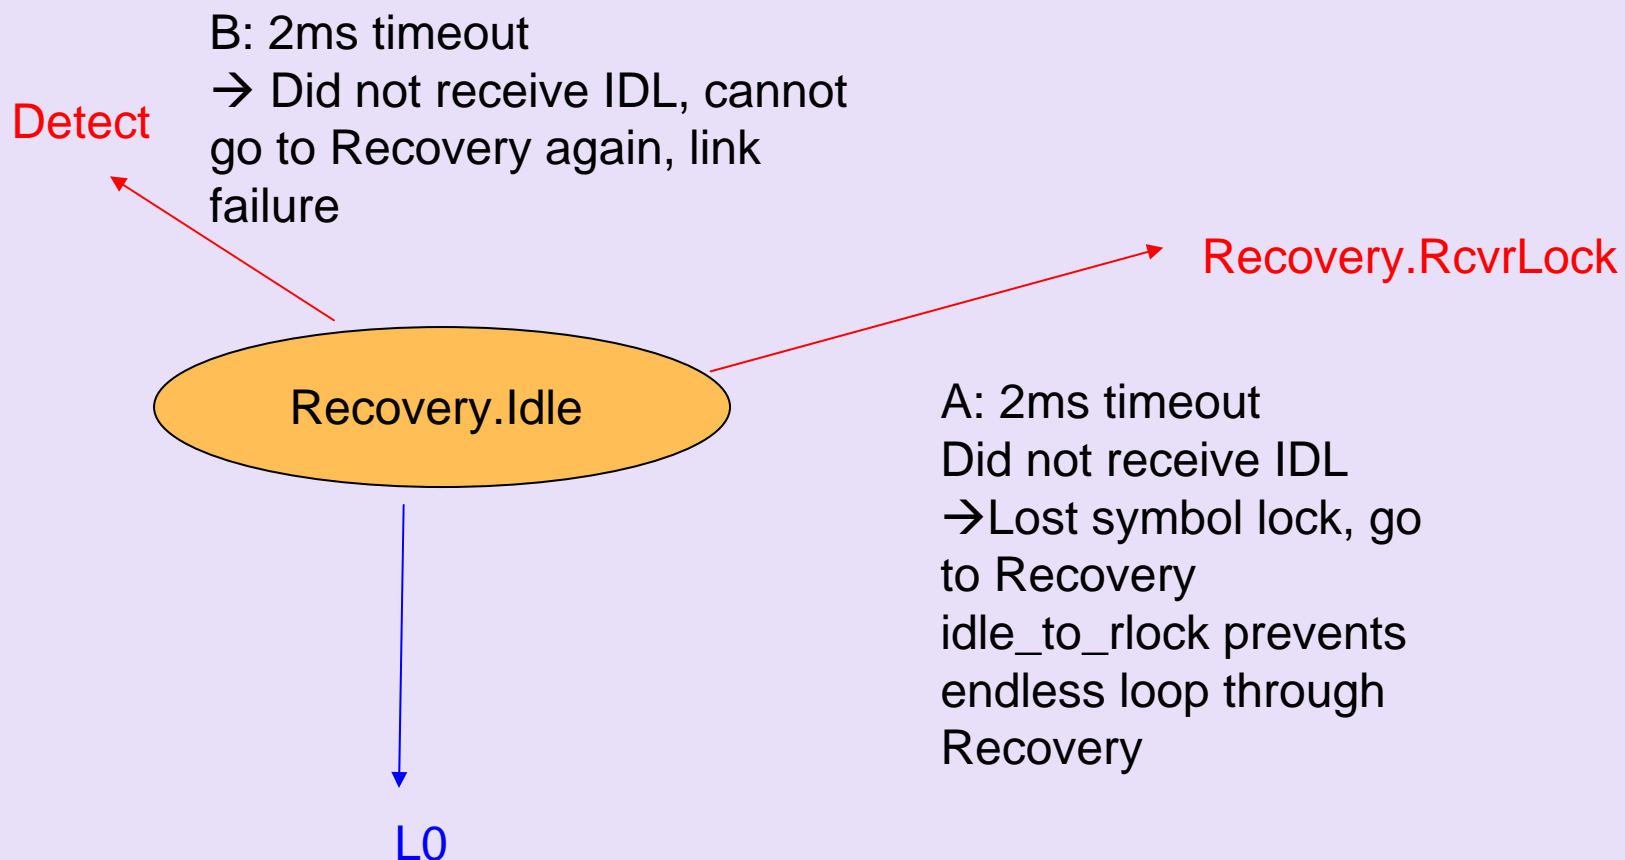 B: 2ms timeout
→ Did not receive IDL, cannot
go to Recovery again, link
failure
Detect
Recovery.RcvrLock
Recovery.Idle
A: 2ms timeout
Did not receive IDL
→Lost symbol lock, go
to Recovery
idle_to_rlock prevents
endless loop through
Recovery
L0